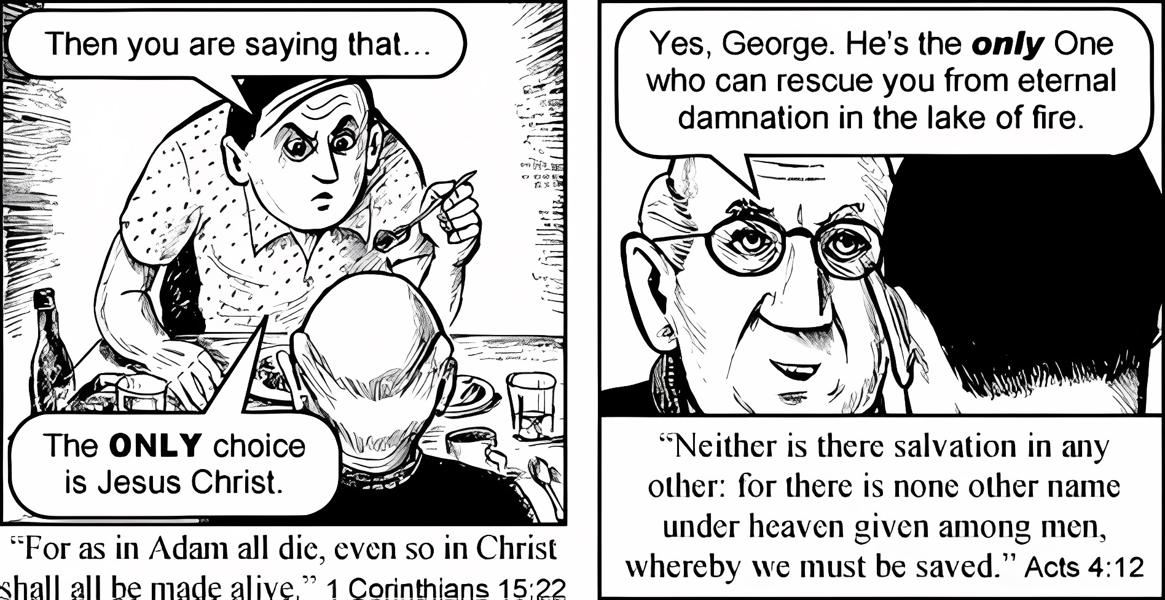 Then you are saying that...
The ONLY choice
is Jesus Christ.
“For as in Adam all die, even so in Christ
shall all be made alive.” 1 Corinthians 15:22
Yes, George. He’s the only One
who can rescue you from eternal
damnation in the lake of fire.
“Neither is there salvation in any
other: for there is none other name
under heaven given among men,
whereby we must be saved.” Acts 4:12